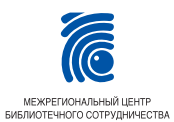 МЕЖРЕГИОНАЛЬНЫЙ ЦЕНТР
БИБЛИОТЕЧНОГО СОТРУДНИЧЕСТВА